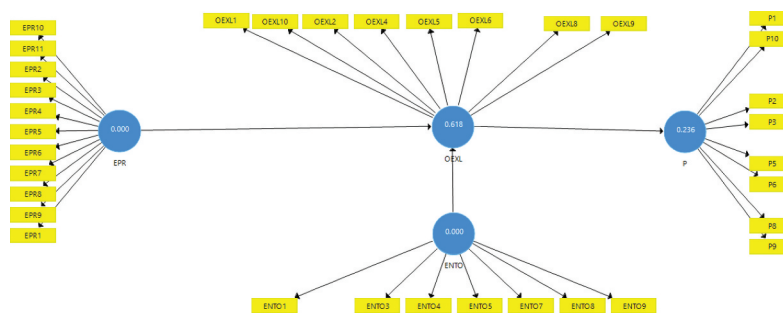 OEXL1 OEXL10 OEXL2 OEXL4 OEXL5 OEXL6 OEXL8 OEXL9
EPR10
EPR11
EPR2
EPR3
EPR4
EPR5
EPR6
EPR7
EPR8
EPR9
EPR1
0.000
EPR
0.618
OEXL
0.236
P
P1
P10
P2
P3
P5
P6
P8
P9
0.000
ENTO
ENTO1 ENTO3 ENTO4 ENTO5 ENTO7 ENTO8 ENTO9